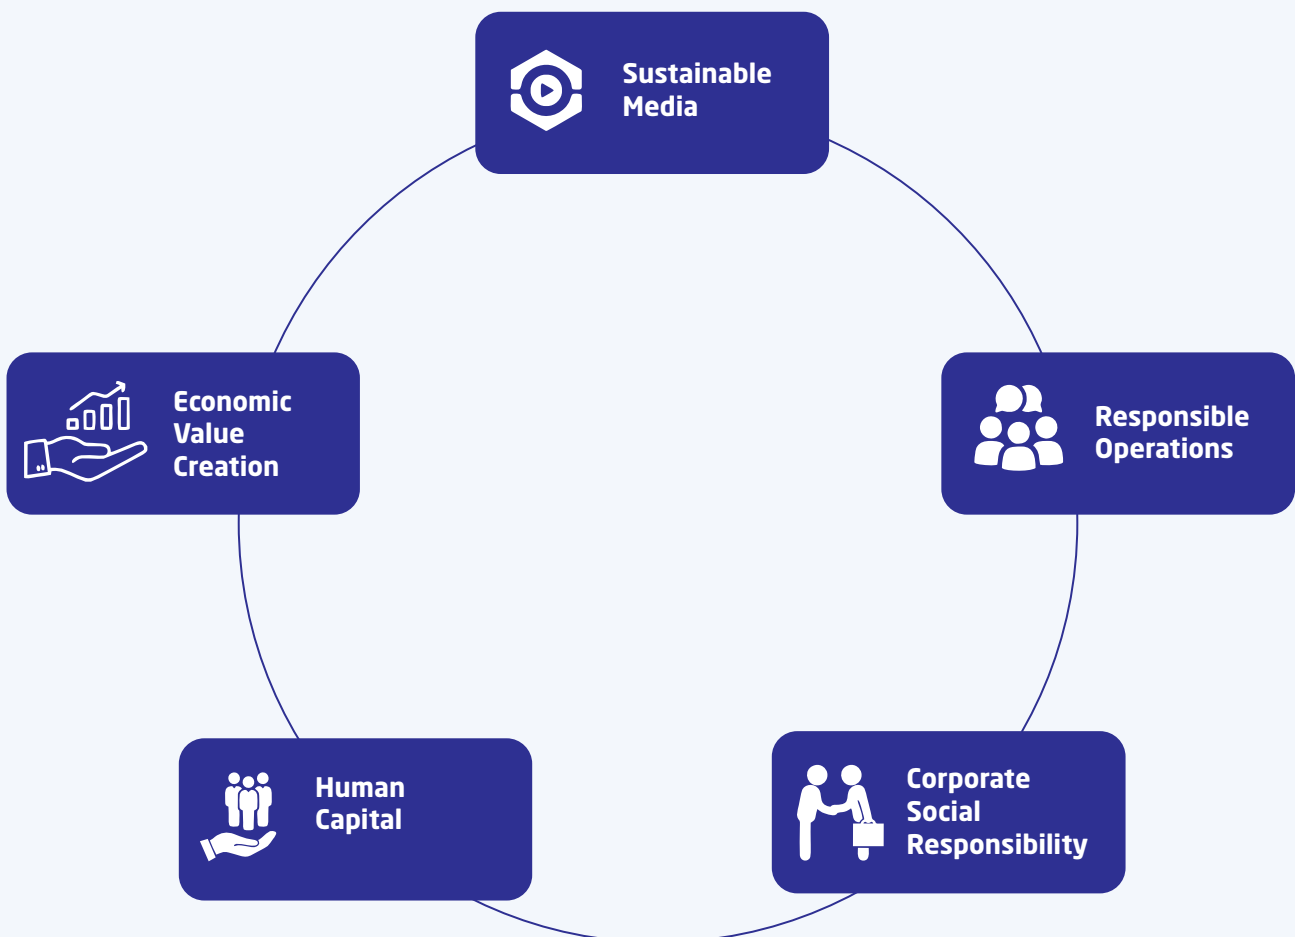 Sustainable
Media
Economic
Value
Creation
Responsible
Operations
Human
Capital
Corporate
Social
Responsibility